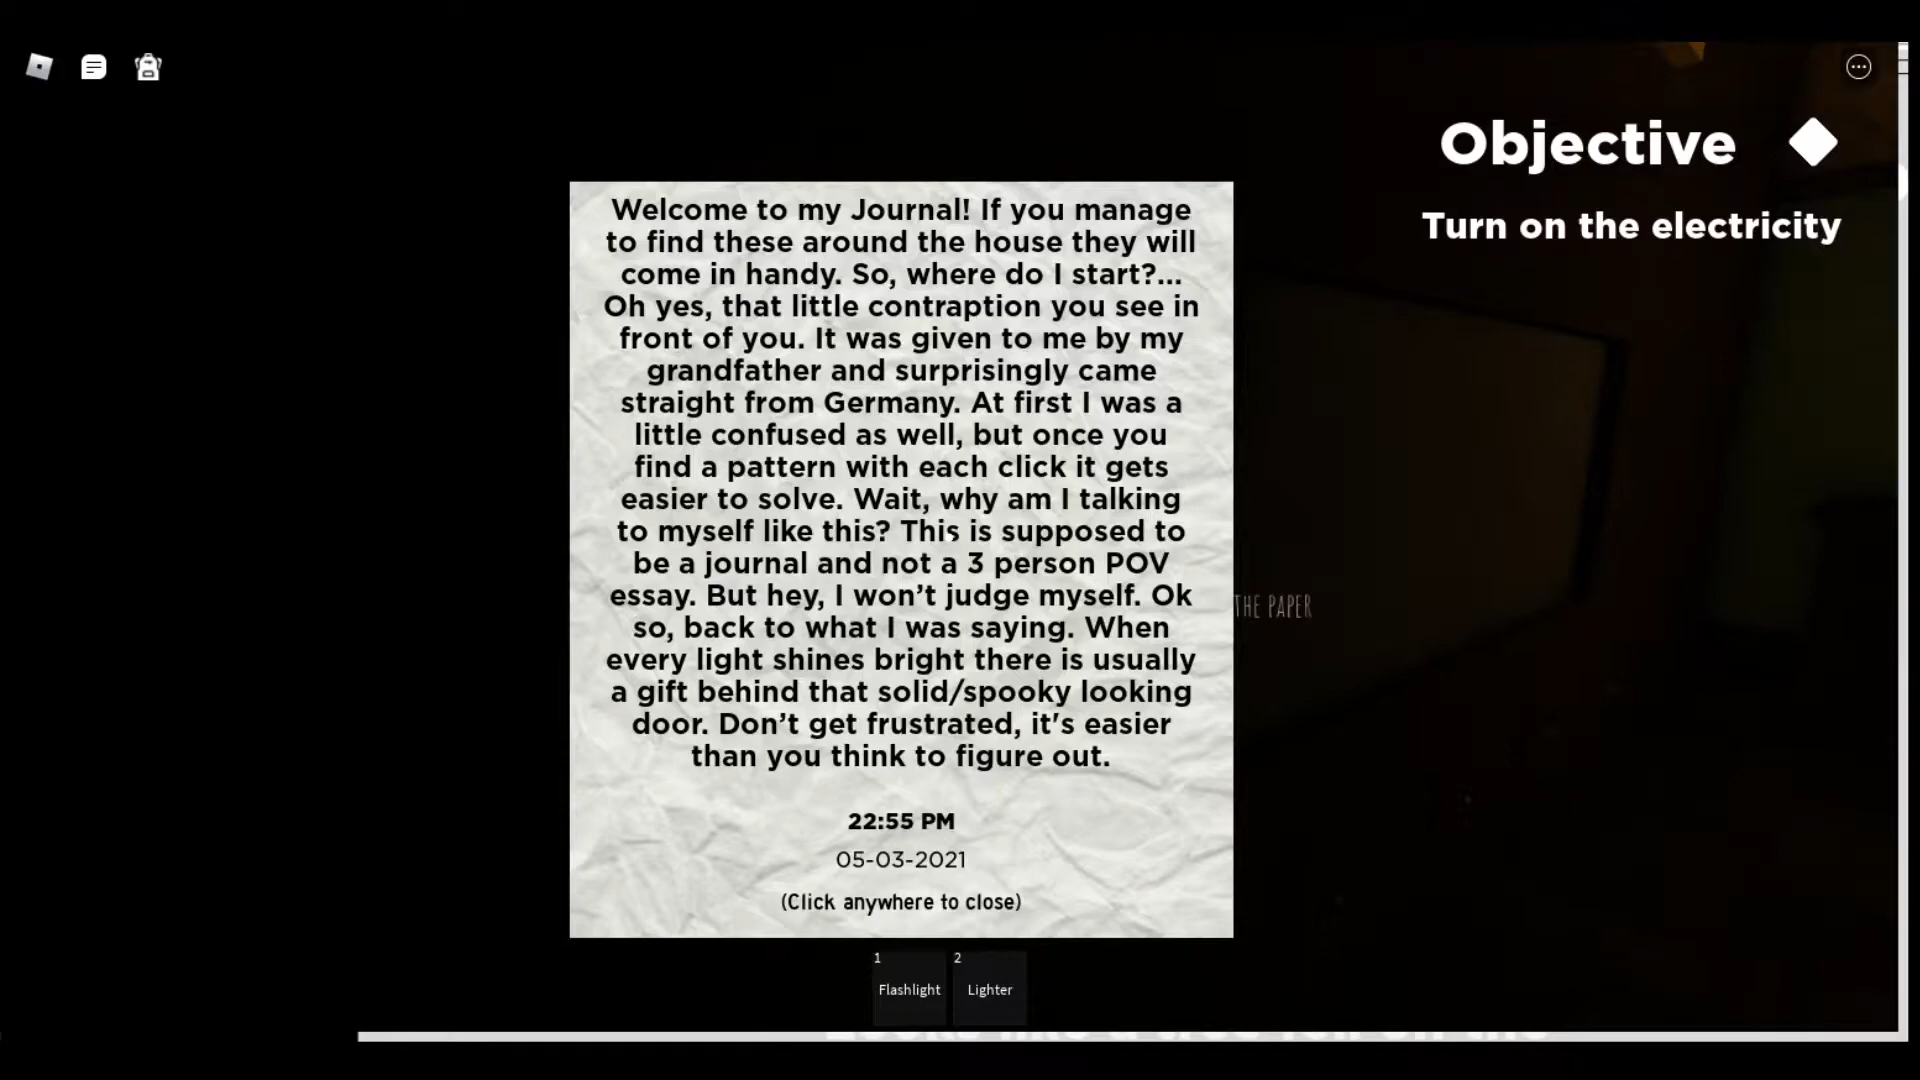 Objective
Turn on the electricity
Welcome to my Journal! If you manage
to find these around the house they will
come in handy. So, where do I start?...
Oh yes, that little contraption you see in
front of you. It was given to me by my
grandfather and surprisingly came
straight from Germany. At first I was a
little confused as well, but once you
find a pattern with each click it gets
easier to solve. Wait, why am I talking
to myself like this? This is supposed to
be a journal and not a 3 person POV
essay. But hey, I won’t judge myself. Ok
so, back to what I was saying. When
every light shines bright there is usually
a gift behind that solid/spooky looking
door. Don’t get frustrated, it's easier
than you think to figure out.
22:55 PM
05-03-2021
(Click anywhere to close)
THE PAPER
1
Flashlight
2
Lighter